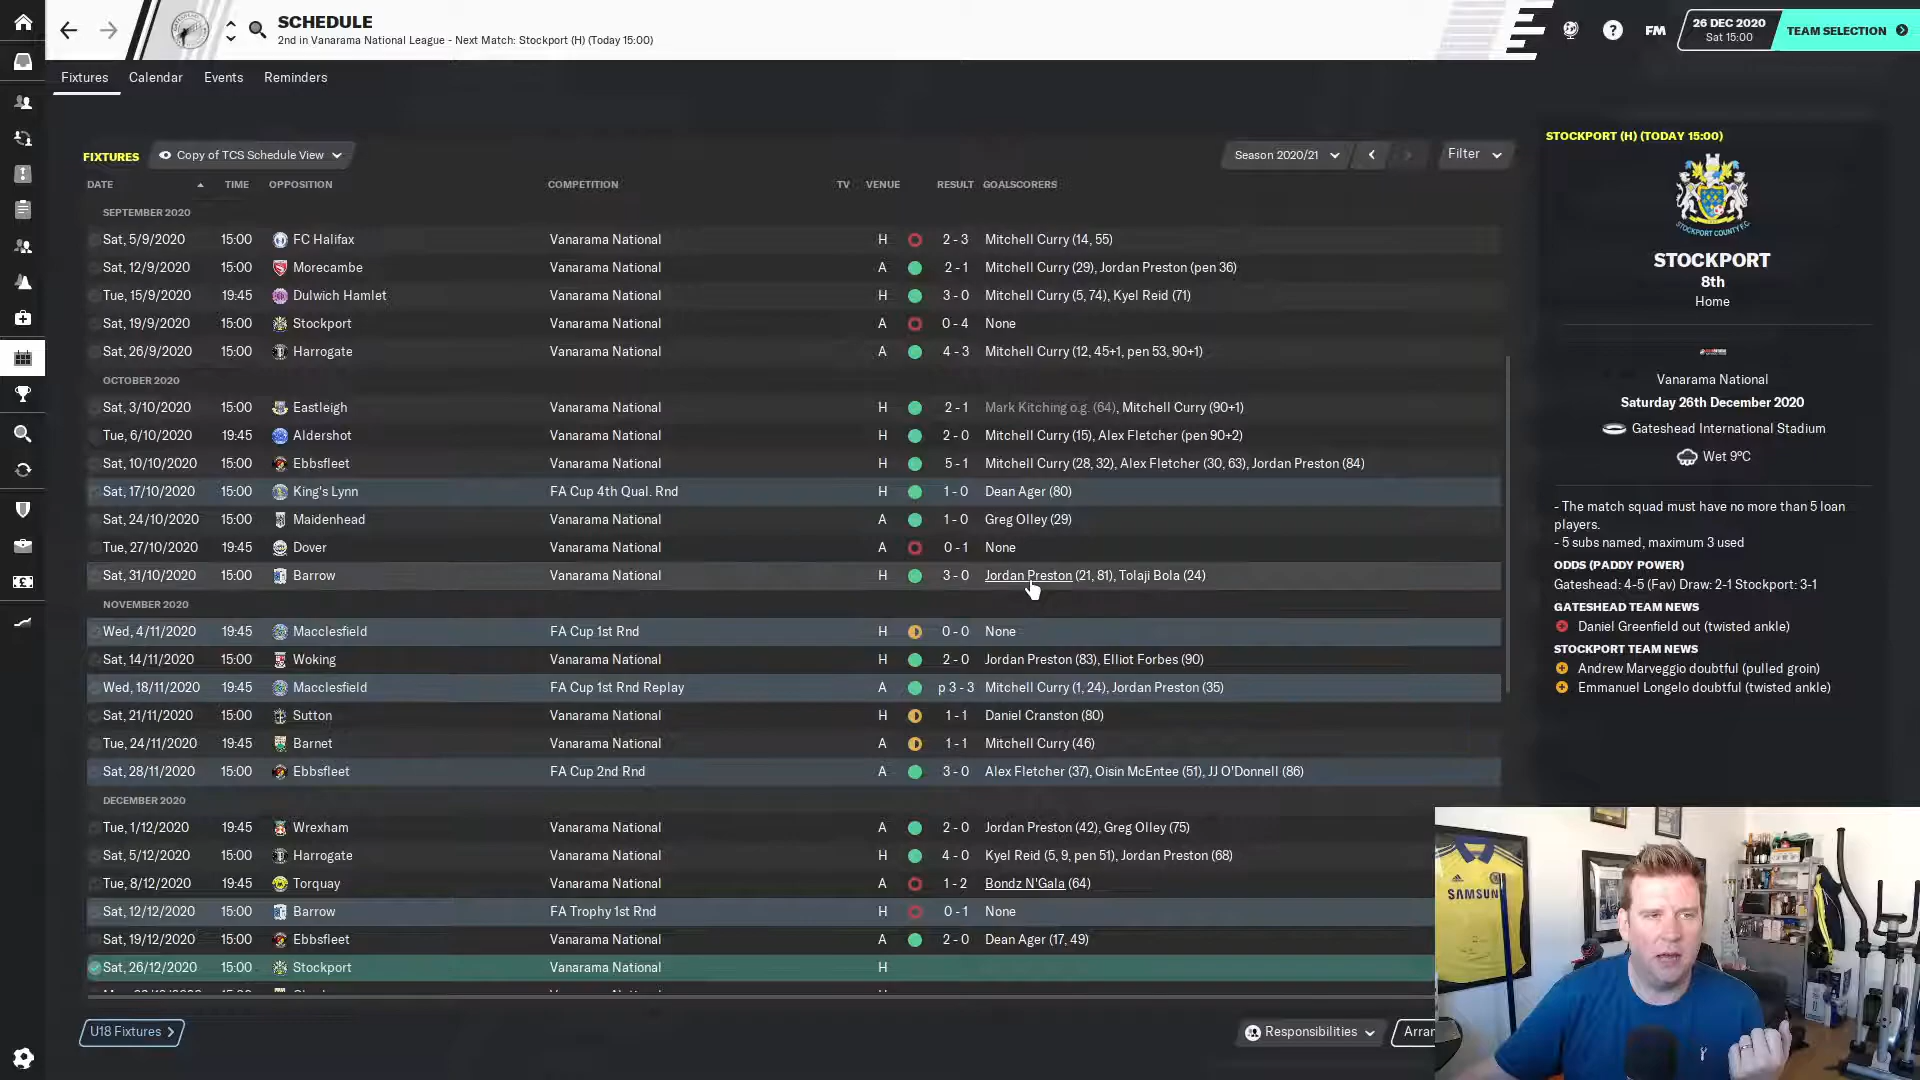 SCHEDULE
2nd in Vanarama National League - Next Match: Stockport (H) (Today 15:00)
FM
26 DEC 2020
Sat 15:00
TEAM SELECTION
Fixtures Calendar Events Reminders
FIXTURES Copy of TCS Schedule View Season 2020/21 Filter
DATE TIME OPPOSITION COMPETITION TV VENUE RESULT GOALSCORERS
SEPTEMBER 2020
Sat, 5/9/2020 15:00 FC Halifax Vanarama National H 2 - 3 Mitchell Curry (14, 55)
Sat, 12/9/2020 15:00 Morecambe Vanarama National A 2 - 1 Mitchell Curry (29), Jordan Preston (pen 36)
Tue, 15/9/2020 19:45 Dulwich Hamlet Vanarama National H 3 - 0 Mitchell Curry (5, 74), Kyel Reid (71)
Sat, 19/9/2020 15:00 Stockport Vanarama National A 0 - 4 None
Sat, 26/9/2020 15:00 Harrogate Vanarama National A 4 - 3 Mitchell Curry (12, 45+1, pen 53, 90+1)
OCTOBER 2020
Sat, 3/10/2020 15:00 Eastleigh Vanarama National H 2 - 1 Mark Kitching o.g. (64), Mitchell Curry (90+1)
Tue, 6/10/2020 19:45 Aldershot Vanarama National H 2 - 0 Mitchell Curry (15), Alex Fletcher (pen 90+2)
Sat, 10/10/2020 15:00 Ebbsfleet Vanarama National H 5 - 1 Mitchell Curry (28, 32), Alex Fletcher (30, 63), Jordan Preston (84)
Sat, 17/10/2020 15:00 King's Lynn FA Cup 4th Qual. Rnd H 1 - 0 Dean Ager (80)
Sat, 24/10/2020 15:00 Maidenhead Vanarama National A 1 - 0 Greg Olley (29)
Tue, 27/10/2020 19:45 Dover Vanarama National A 0 - 1 None
Sat, 31/10/2020 15:00 Barrow Vanarama National H 3 - 0 Jordan Preston (21, 81), Tolaji Bola (24)
NOVEMBER 2020
Wed, 4/11/2020 19:45 Macclesfield FA Cup 1st Rnd H 0 - 0 None
Sat, 14/11/2020 15:00 Woking Vanarama National H 2 - 0 Jordan Preston (83), Elliot Forbes (90)
Wed, 18/11/2020 19:45 Macclesfield FA Cup 1st Rnd Replay A p 3 - 3 Mitchell Curry (1, 24), Jordan Preston (35)
Sat, 21/11/2020 15:00 Sutton Vanarama National H 1 - 1 Daniel Cranston (80)
Tue, 24/11/2020 19:45 Barnet Vanarama National A 1 - 1 Mitchell Curry (46)
Sat, 28/11/2020 15:00 Ebbsfleet FA Cup 2nd Rnd A 3 - 0 Alex Fletcher (37), Oisin McEntee (51), JJ O'Donnell (86)
DECEMBER 2020
Tue, 1/12/2020 19:45 Wrexham Vanarama National A 2 - 0 Jordan Preston (42), Greg Olley (75)
Sat, 5/12/2020 15:00 Harrogate Vanarama National H 4 - 0 Kyel Reid (5, 9, pen 51), Jordan Preston (68)
Tue, 8/12/2020 19:45 Torquay Vanarama National A 1 - 2 Bondz N'Gala (64)
Sat, 12/12/2020 15:00 Barrow FA Trophy 1st Rnd H 0 - 1 None
Sat, 19/12/2020 15:00 Ebbsfleet Vanarama National A 2 - 0 Dean Ager (17, 49)
Sat, 26/12/2020 15:00 Stockport Vanarama National H
U18 Fixtures
Responsibilities
Arran
STOCKPORT (H) (TODAY 15:00)
STOCKPORT COUNTY F.C.
STOCKPORT
8th
Home
Vanarama National
Saturday 26th December 2020
Gateshead International Stadium
Wet 9ºC
- The match squad must have no more than 5 loan
players.
- 5 subs named, maximum 3 used
ODDS (PADDY POWER)
Gateshead: 4-5 (Fav) Draw: 2-1 Stockport: 3-1
GATESHEAD TEAM NEWS
Daniel Greenfield out (twisted ankle)
STOCKPORT TEAM NEWS
Andrew Marveggio doubtful (pulled groin)
Emmanuel Longelo doubtful (twisted ankle)
SAMSUN